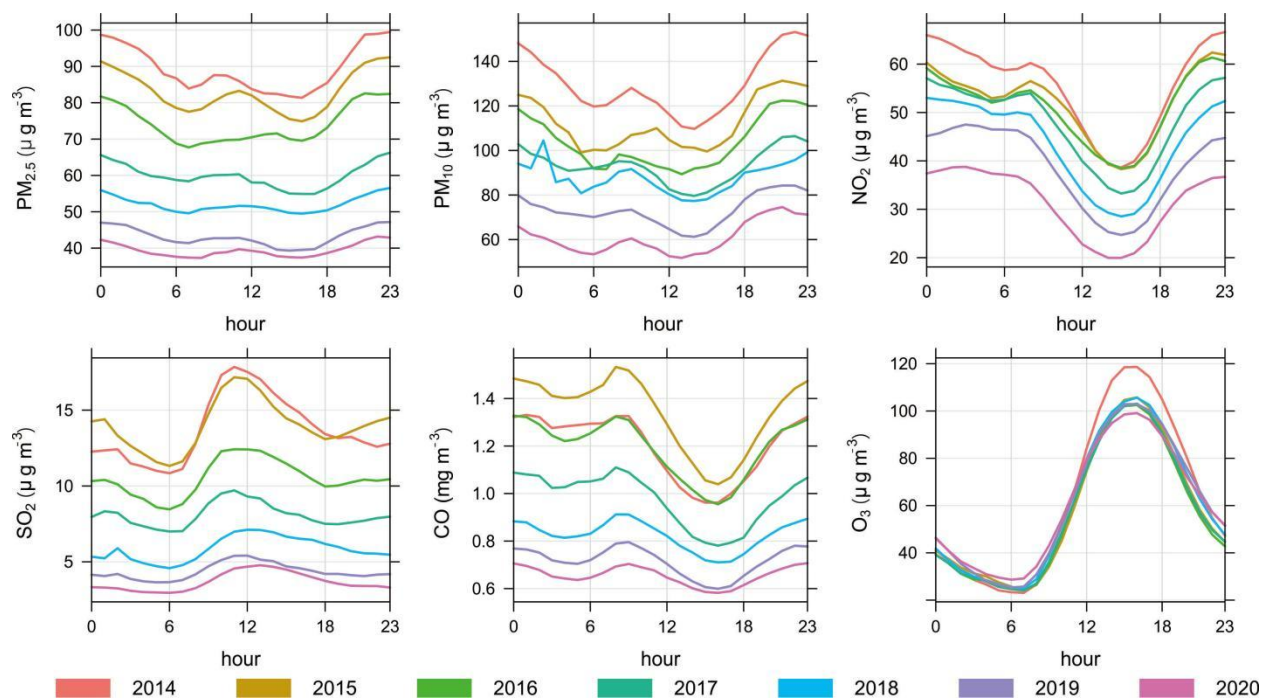 PM2.5 (μ g m-3)
100
90
80
70
60
50
40
0 6 12 18 23
hour
PM10 (μ g m-3)
140
120
100
80
60
0 6 12 18 23
hour
NO2 (μ g m-3)
60
50
40
30
20
0 6 12 18 23
hour
SO2 (μ g m-3)
15
10
5
0 6 12 18 23
hour
CO (mg m-3)
1.4
1.2
1.0
0.8
0.6
0 6 12 18 23
hour
O3 (μ g m-3)
120
100
80
60
40
0 6 12 18 23
hour
2014 2015 2016 2017 2018 2019 2020